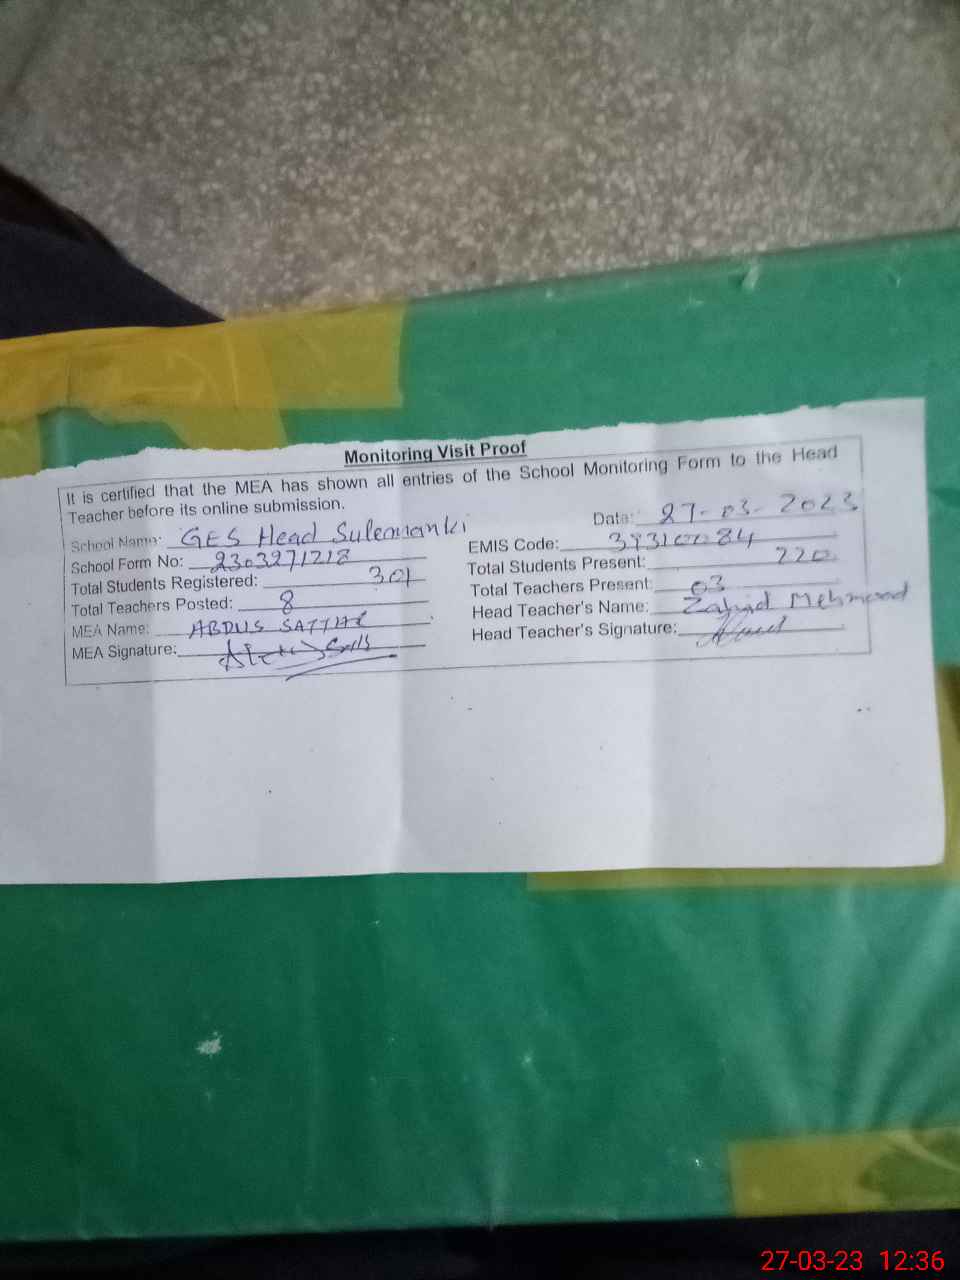 Monitoring Visit Proof
It is certified that the MEA has shown all entries of the School Monitoring Form to the Head
Teacher before its online submission.
Date: 27-03-2023
School Name: GES Head Sulemanki
EMIS Code:
School Form No: 2303271218
Total Students Present: 220
Total Students Registered: 301
Total Teachers Present: 03
Total Teachers Posted: 8
Head Teacher's Name: Zahid Mehmood
MEA Name: ABDUS SATTAR
Head Teacher's Signature:
MEA Signature:
27-03-23 12:36